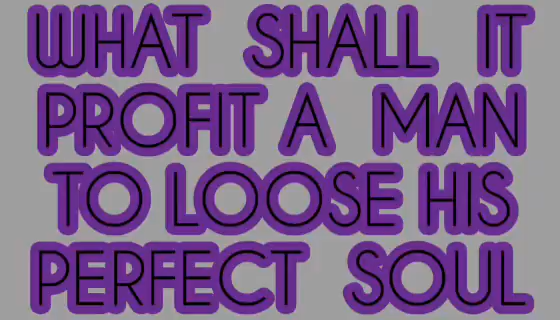 WHAT SHALL IT
PROFIT A MAN
TO LOOSE HIS
PERFECT SOUL